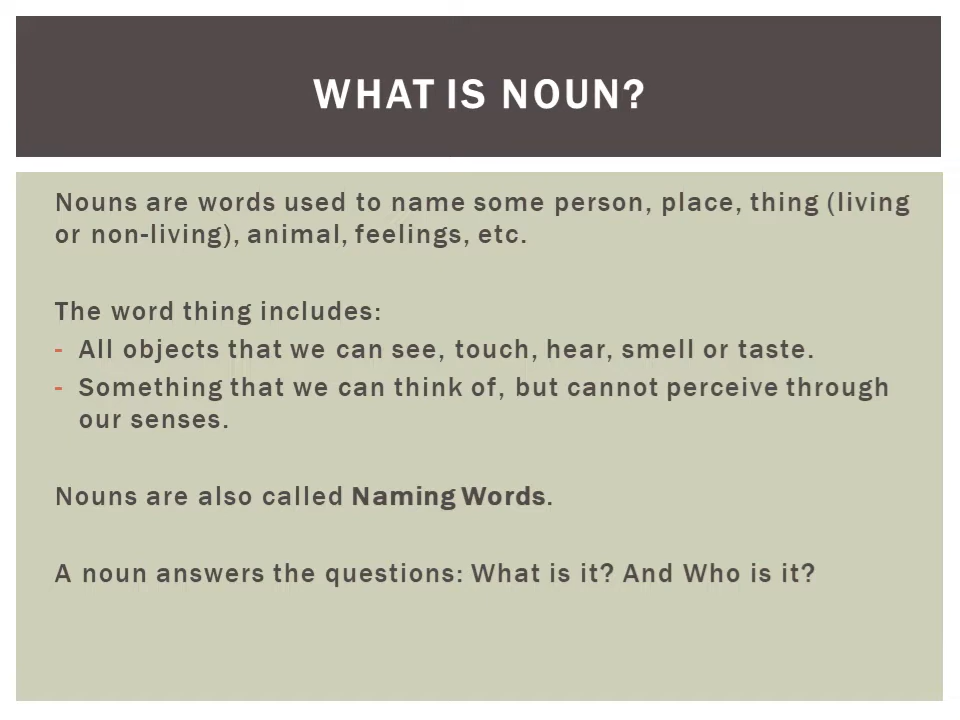 WHAT IS NOUN?
Nouns are words used to name some person, place, thing (living
or non-living), animal, feelings, etc.
The word thing includes:
- All objects that we can see, touch, hear, smell or taste.
- Something that we can think of, but cannot perceive through
our senses.
Nouns are also called Naming Words.
A noun answers the questions: What is it? And Who is it?